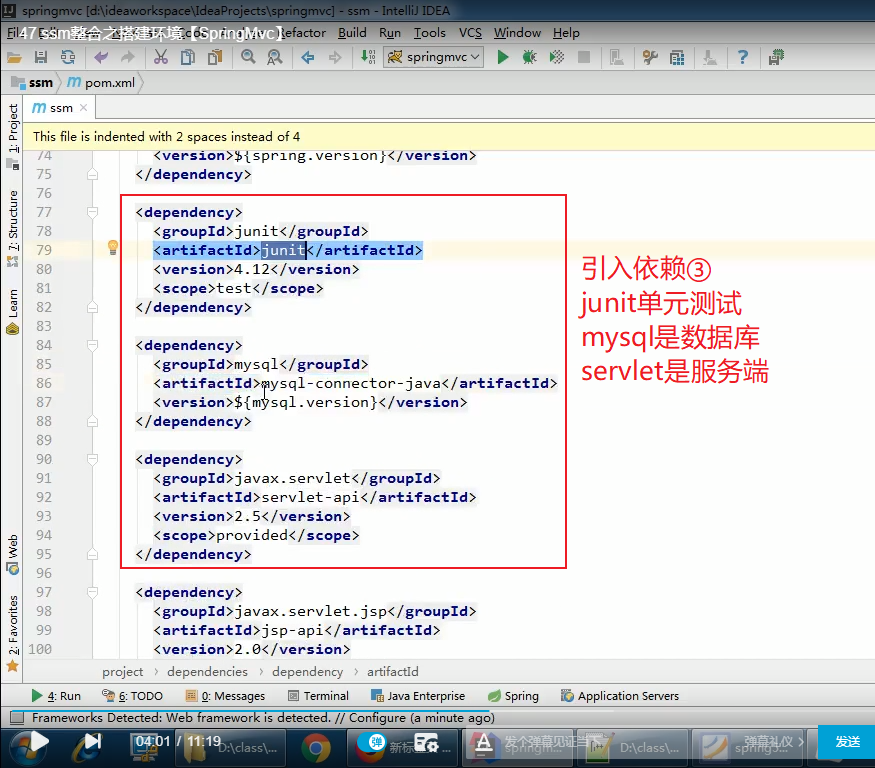 springmvc [d:\ideaworkspace\IdeaProjects\springmvc] - ssm - IntelliJ IDEA
47 ssm整合之搭建环境【SpringMvc】
Refactor Build Run Tools VCS Window Help
springmvc
ssm pom.xml
ssm
This file is indented with 2 spaces instead of 4
74 <version>${spring.version}</version>
75 </dependency>
76
77 <dependency>
78 <groupId>junit</groupId>
79 <artifactId>junit</artifactId>
80 <version>4.12</version>
81 <scope>test</scope>
82 </dependency>
83
84 <dependency>
85 <groupId>mysql</groupId>
86 <artifactId>mysql-connector-java</artifactId>
87 <version>${mysql.version}</version>
88 </dependency>
89
90 <dependency>
91 <groupId>javax.servlet</groupId>
92 <artifactId>servlet-api</artifactId>
93 <version>2.5</version>
94 <scope>provided</scope>
95 </dependency>
96
97 <dependency>
98 <groupId>javax.servlet.jsp</groupId>
99 <artifactId>jsp-api</artifactId>
100 <version>2.0</version>
引入依赖③
junit单元测试
mysql是数据库
servlet是服务端
1: Project
7: Structure
Learn
Web
2: Favorites
project › dependencies › dependency › artifactId
4: Run 6: TODO 0: Messages Terminal Java Enterprise Spring Application Servers
Frameworks Detected: Web framework is detected. // Configure (a minute ago)
04:01 / 11:19 D:\class\... 弹 新标 发个弹幕见证当下 D:\class\... 弹幕礼仪 > 发送